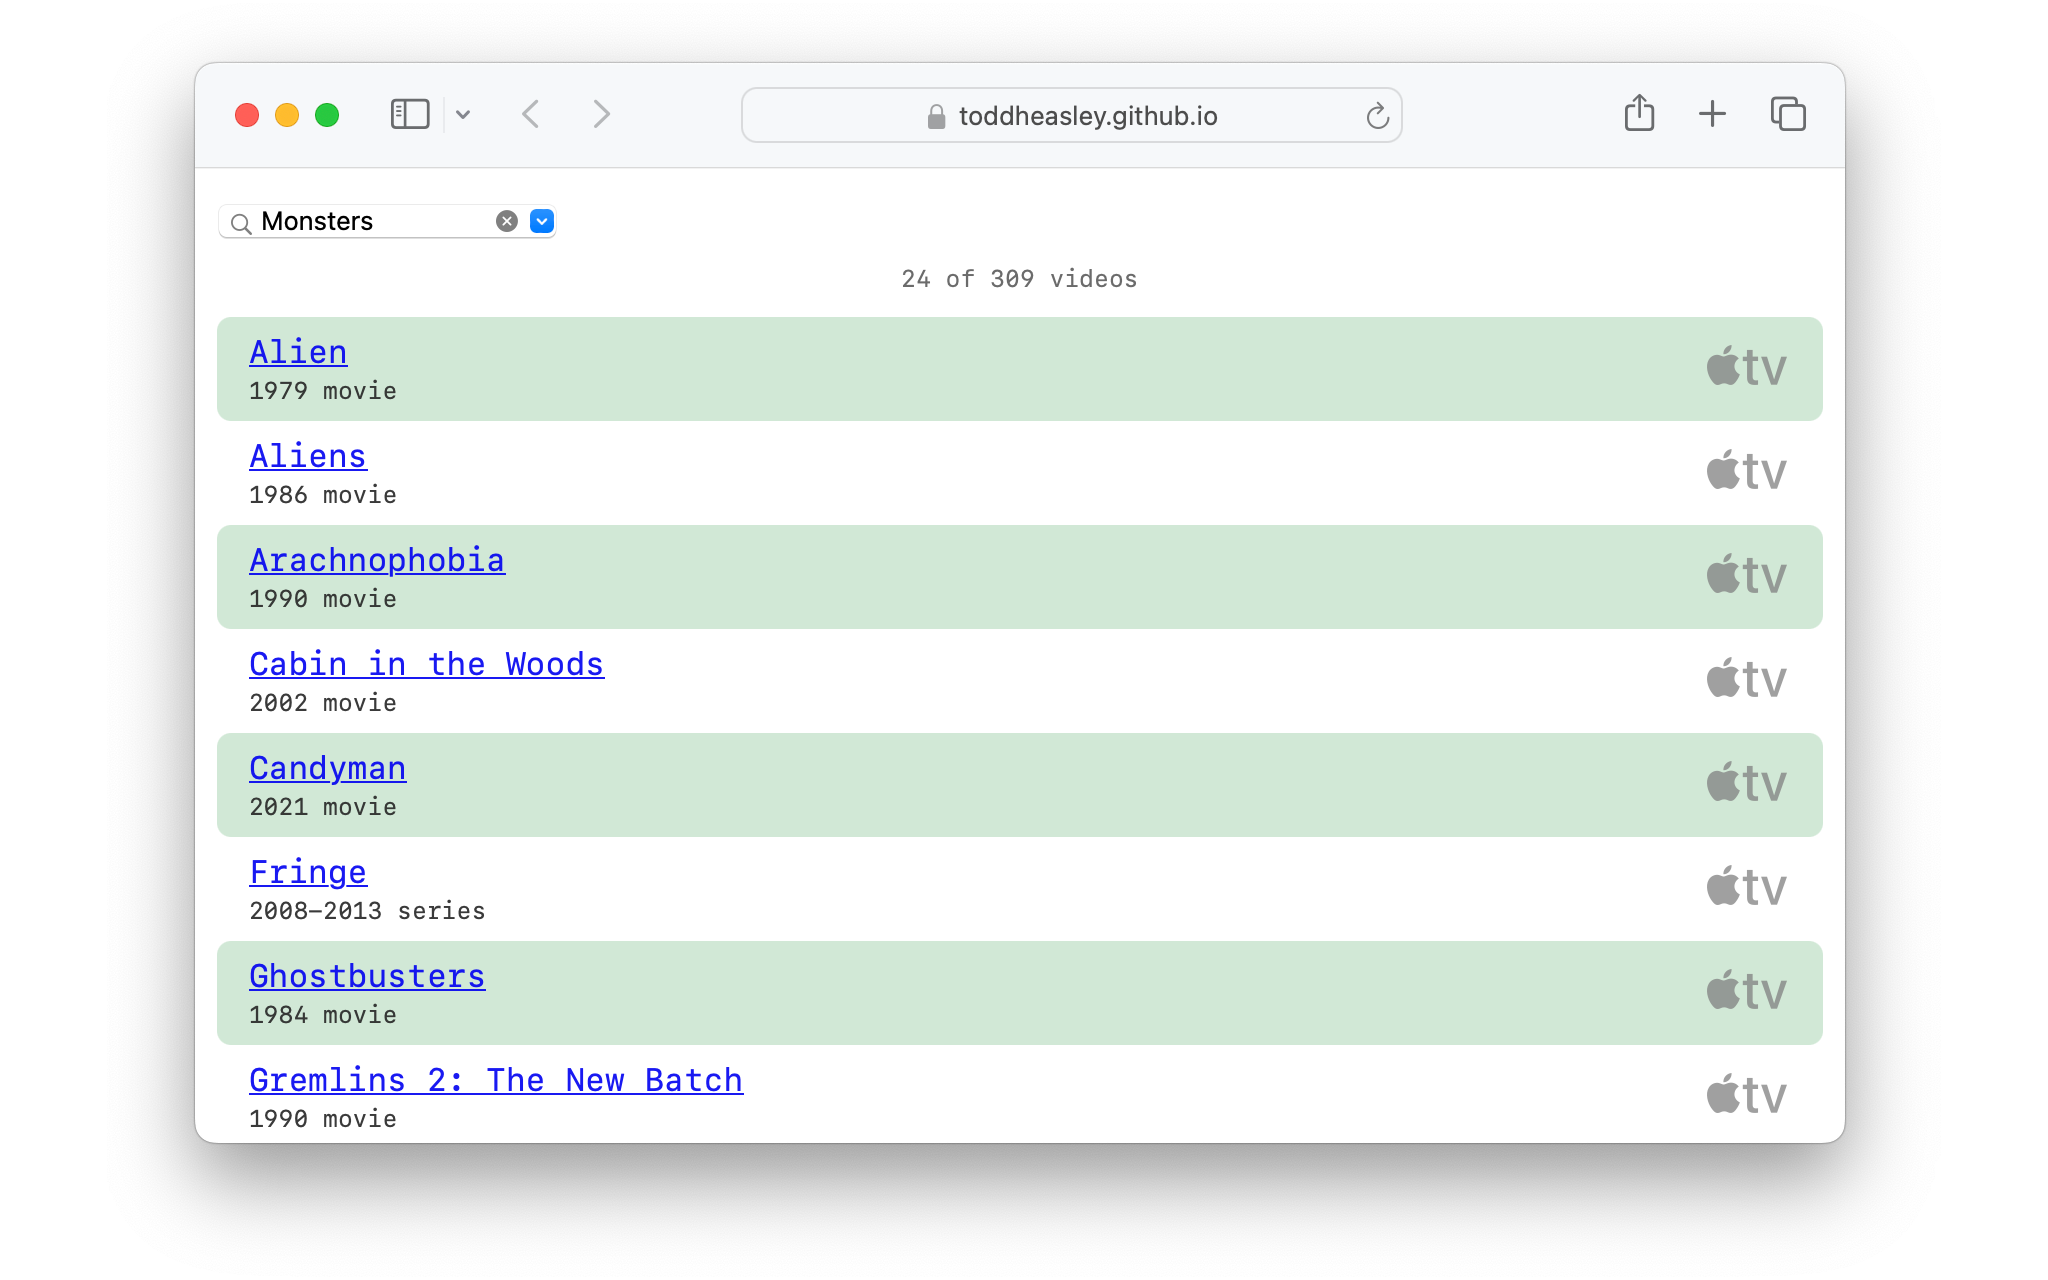 toddheasley.github.io
Monsters
24 of 309 videos
Alien
tv
1979 movie
Aliens
tv
1986 movie
Arachnophobia
tv
1990 movie
Cabin in the Woods
tv
2002 movie
Candyman
tv
2021 movie
Fringe
tv
2008–2013 series
Ghostbusters
tv
1984 movie
Gremlins 2: The New Batch
tv
1990 movie